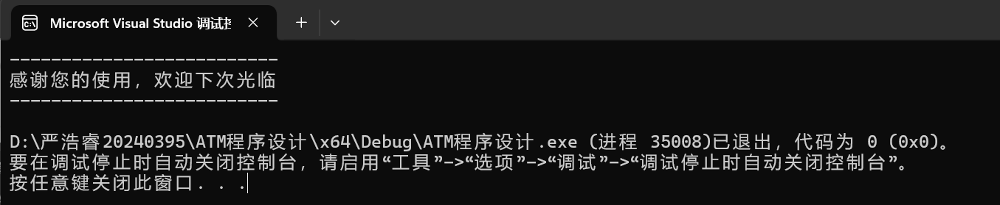 Microsoft Visual Studio 调试
--------------------------
感谢您的使用，欢迎下次光临
--------------------------
D:\严浩睿20240395\ATM程序设计\x64\Debug\ATM程序设计.exe (进程 35008)已退出，代码为 0 (0x0)。
要在调试停止时自动关闭控制台，请启用“工具”->“选项”->“调试”->“调试停止时自动关闭控制台”。
按任意键关闭此窗口. . .